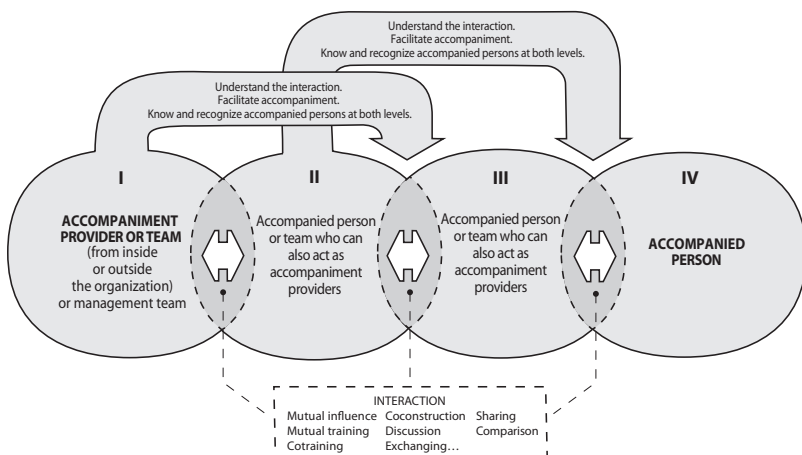 Understand the interaction.
Facilitate accompaniment.
Know and recognize accompanied persons at both levels.
Understand the interaction.
Facilitate accompaniment.
Know and recognize accompanied persons at both levels.
I
ACCOMPANIMENT
PROVIDER OR TEAM
(from inside
or outside
the organization)
or management team
II
Accompanied person
or team who can
also act as
accompaniment
providers
III
Accompanied person
or team who can
also act as
accompaniment
providers
IV
ACCOMPANIED
PERSON
INTERACTION
Mutual influence Coconstruction Sharing
Mutual training Discussion Comparison
Cotraining Exchanging…